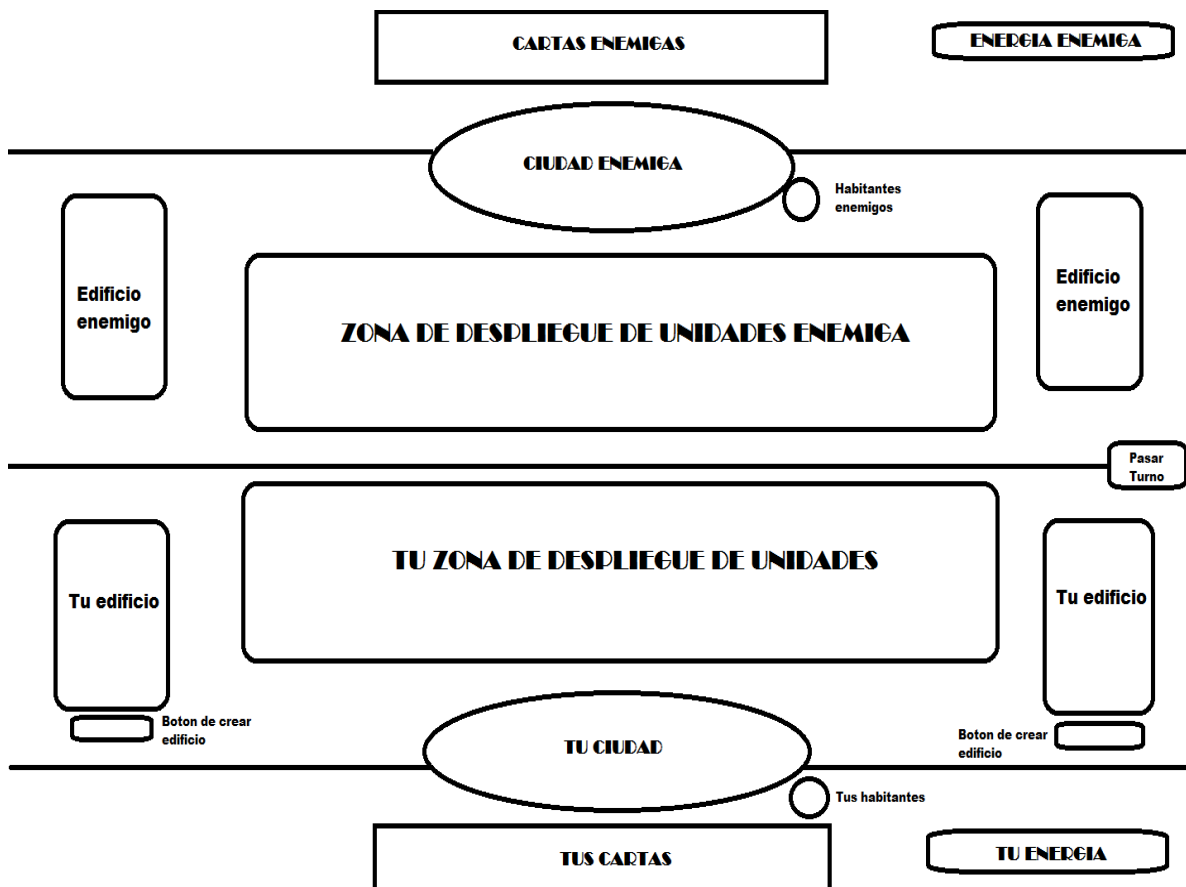 CARTAS ENEMIGAS
ENERGIA ENEMIGA
CIUDAD ENEMIGA
Habitantes
enemigos
Edificio
enemigo
ZONA DE DESPLIEGUE DE UNIDADES ENEMIGA
Edificio
enemigo
Pasar
Turno
Tu edificio
TU ZONA DE DESPLIEGUE DE UNIDADES
Tu edificio
Boton de crear
edificio
TU CIUDAD
Boton de crear
edificio
Tus habitantes
TUS CARTAS
TU ENERGIA